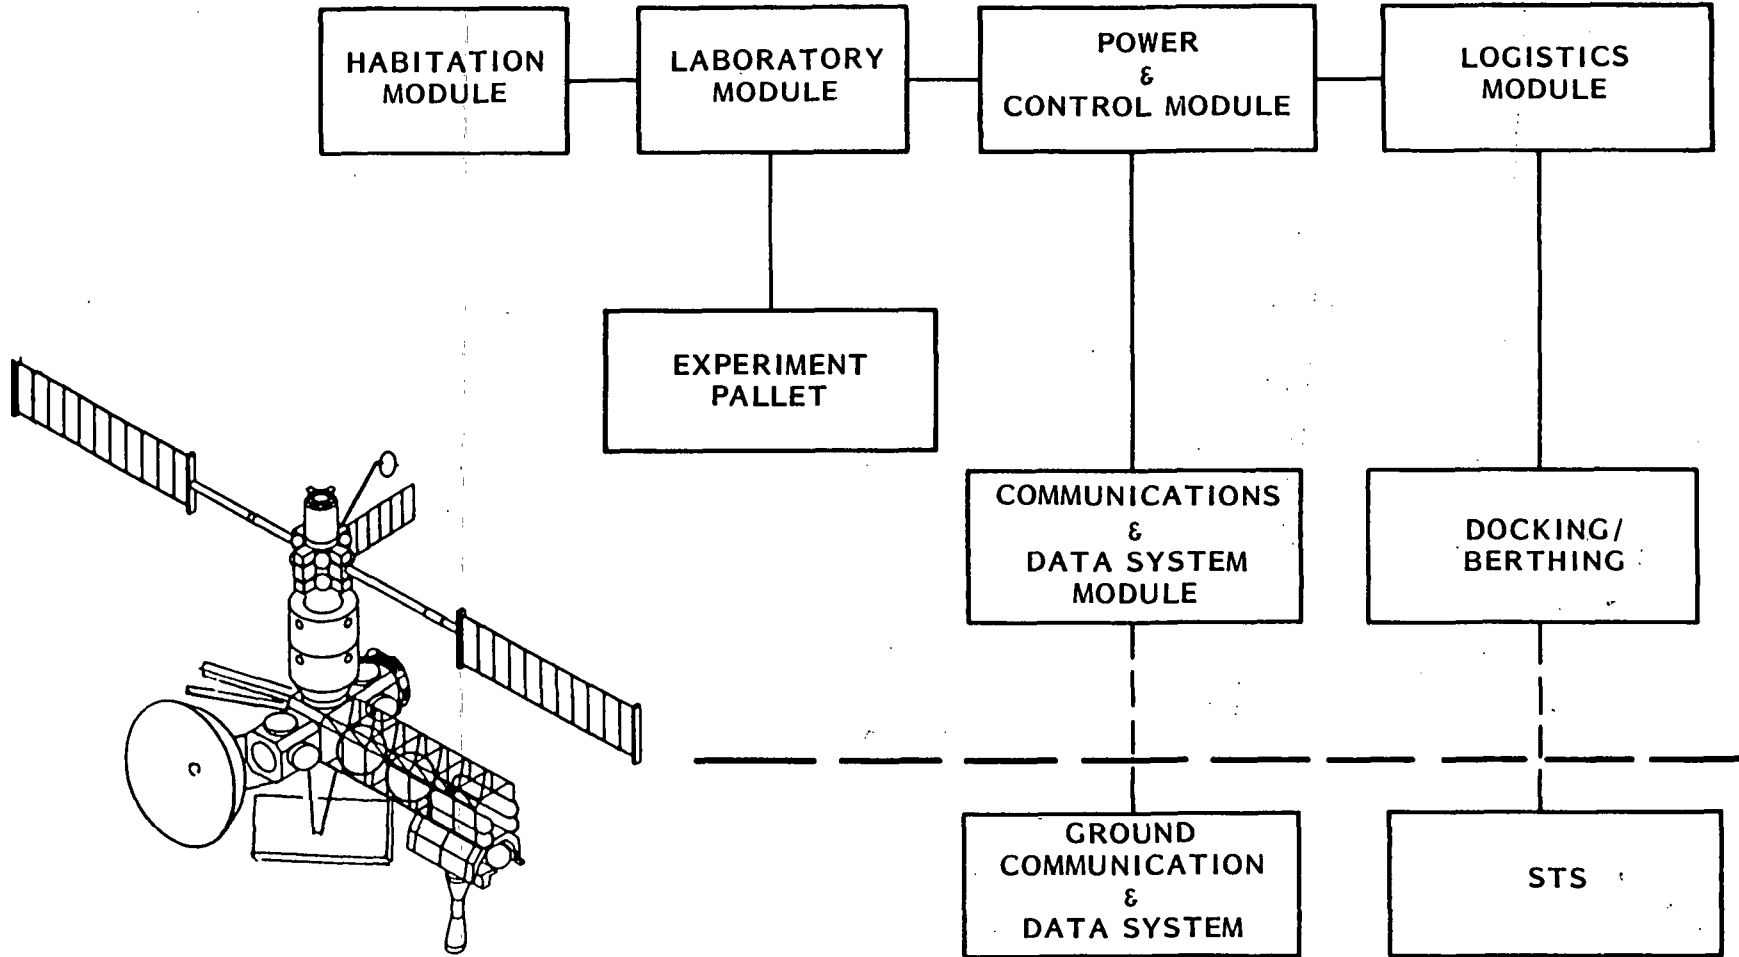 HABITATION
MODULE
LABORATORY
MODULE
POWER
&
CONTROL MODULE
LOGISTICS
MODULE
EXPERIMENT
PALLET
COMMUNICATIONS
&
DATA SYSTEM
MODULE
DOCKING/
BERTHING
GROUND
COMMUNICATION
&
DATA SYSTEM
STS